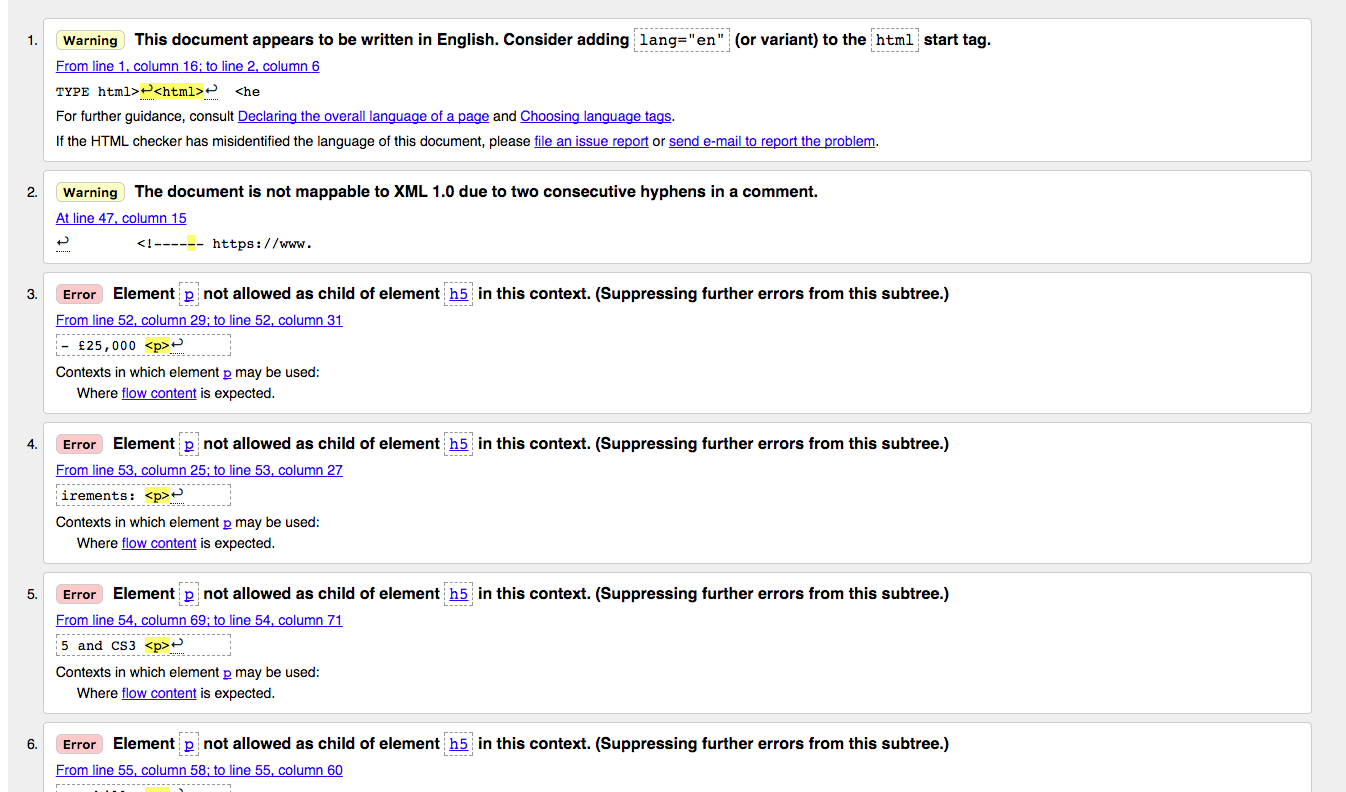 1. Warning This document appears to be written in English. Consider adding lang="en" (or variant) to the html start tag.
From line 1, column 16; to line 2, column 6
TYPE html>↩<html>↩  <he
For further guidance, consult Declaring the overall language of a page and Choosing language tags.
If the HTML checker has misidentified the language of this document, please file an issue report or send e-mail to report the problem.
2. Warning The document is not mappable to XML 1.0 due to two consecutive hyphens in a comment.
At line 47, column 15
↩        <!------ https://www.
3. Error Element p not allowed as child of element h5 in this context. (Suppressing further errors from this subtree.)
From line 52, column 29; to line 52, column 31
- £25,000 <p>↩
Contexts in which element p may be used:
Where flow content is expected.
4. Error Element p not allowed as child of element h5 in this context. (Suppressing further errors from this subtree.)
From line 53, column 25; to line 53, column 27
irements: <p>↩
Contexts in which element p may be used:
Where flow content is expected.
5. Error Element p not allowed as child of element h5 in this context. (Suppressing further errors from this subtree.)
From line 54, column 69; to line 54, column 71
5 and CS3 <p>↩
Contexts in which element p may be used:
Where flow content is expected.
6. Error Element p not allowed as child of element h5 in this context. (Suppressing further errors from this subtree.)
From line 55, column 58; to line 55, column 60